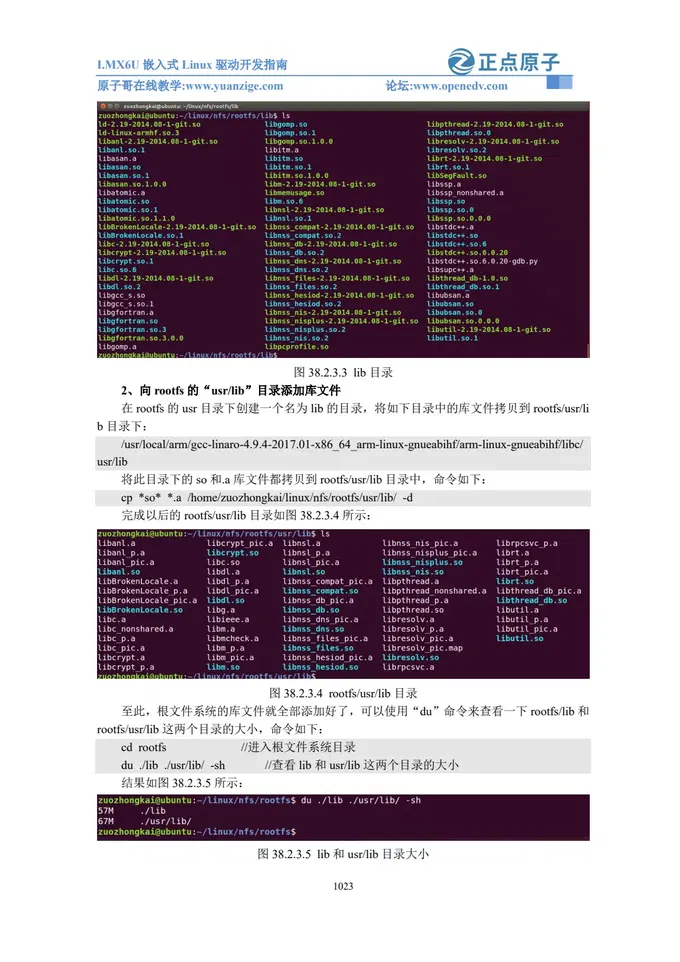 I.MX6U 嵌入式 Linux 驱动开发指南
正点原子
原子哥在线教学:www.yuanzige.com 论坛:www.openedv.com
zuozhongkai@ubuntu: ~/linux/nfs/rootfs/lib
zuozhongkai@ubuntu:~/linux/nfs/rootfs/lib$ ls
ld-2.19-2014.08-1-git.so libgomp.so libpthread-2.19-2014.08-1-git.so
ld-linux-armhf.so.3 libgomp.so.1 libpthread.so.0
libanl-2.19-2014.08-1-git.so libgomp.so.1.0.0 libresolv-2.19-2014.08-1-git.so
libanl.so.1 libitm.a libresolv.so.2
libasan.a libitm.so librt-2.19-2014.08-1-git.so
libasan.so libitm.so.1 librt.so.1
libasan.so.1 libitm.so.1.0.0 libSegFault.so
libasan.so.1.0.0 libm-2.19-2014.08-1-git.so libssp.a
libatomic.a libmemusage.so libssp_nonshared.a
libatomic.so libm.so.6 libssp.so
libatomic.so.1 libnsl-2.19-2014.08-1-git.so libssp.so.0
libatomic.so.1.1.0 libnsl.so.1 libssp.so.0.0.0
libBrokenLocale-2.19-2014.08-1-git.so libnss_compat-2.19-2014.08-1-git.so libstdc++.a
libBrokenLocale.so.1 libnss_compat.so.2 libstdc++.so
libc-2.19-2014.08-1-git.so libnss_db-2.19-2014.08-1-git.so libstdc++.so.6
libcrypt-2.19-2014.08-1-git.so libnss_db.so.2 libstdc++.so.6.0.20
libcrypt.so.1 libnss_dns-2.19-2014.08-1-git.so libstdc++.so.6.0.20-gdb.py
libc.so.6 libnss_dns.so.2 libsupc++.a
libdl-2.19-2014.08-1-git.so libnss_files-2.19-2014.08-1-git.so libthread_db-1.0.so
libdl.so.2 libnss_files.so.2 libthread_db.so.1
libgcc_s.so libnss_hesiod-2.19-2014.08-1-git.so libubsan.a
libgcc_s.so.1 libnss_hesiod.so.2 libubsan.so
libgfortran.a libnss_nis-2.19-2014.08-1-git.so libubsan.so.0
libgfortran.so libnss_nisplus-2.19-2014.08-1-git.so libubsan.so.0.0.0
libgfortran.so.3 libnss_nisplus.so.2 libutil-2.19-2014.08-1-git.so
libgfortran.so.3.0.0 libnss_nis.so.2 libutil.so.1
libgomp.a libpcprofile.so
zuozhongkai@ubuntu:~/linux/nfs/rootfs/lib$
图 38.2.3.3 lib 目录
2、向 rootfs 的“usr/lib”目录添加库文件
在 rootfs 的 usr 目录下创建一个名为 lib 的目录，将如下目录中的库文件拷贝到 rootfs/usr/li
b 目录下：
/usr/local/arm/gcc-linaro-4.9.4-2017.01-x86_64_arm-linux-gnueabihf/arm-linux-gnueabihf/libc/
usr/lib
将此目录下的 so 和.a 库文件都拷贝到 rootfs/usr/lib 目录中，命令如下：
cp *so* *.a /home/zuozhongkai/linux/nfs/rootfs/usr/lib/ -d
完成以后的 rootfs/usr/lib 目录如图 38.2.3.4 所示：
zuozhongkai@ubuntu:~/linux/nfs/rootfs/usr/lib$ ls
libanl.a libcrypt_pic.a libnsl.a libnss_nis_pic.a librpcsvc_p.a
libanl_p.a libcrypt.so libnsl_p.a libnss_nisplus_pic.a librt.a
libanl_pic.a libc.so libnsl_pic.a libnss_nisplus.so librt_p.a
libanl.so libdl.a libnsl.so libnss_nis.so librt_pic.a
libBrokenLocale.a libdl_p.a libnss_compat_pic.a libpthread.a librt.so
libBrokenLocale_p.a libdl_pic.a libnss_compat.so libpthread_nonshared.a libthread_db_pic.a
libBrokenLocale_pic.a libdl.so libnss_db_pic.a libpthread_p.a libthread_db.so
libBrokenLocale.so libg.a libnss_db.so libpthread.so libutil.a
libc.a libieee.a libnss_dns_pic.a libresolv.a libutil_p.a
libc_nonshared.a libm.a libnss_dns.so libresolv_p.a libutil_pic.a
libc_p.a libmcheck.a libnss_files_pic.a libresolv_pic.a libutil.so
libc_pic.a libm_p.a libnss_files.so libresolv_pic.map
libcrypt.a libm_pic.a libnss_hesiod_pic.a libresolv.so
libcrypt_p.a libm.so libnss_hesiod.so librpcsvc.a
zuozhongkai@ubuntu:~/linux/nfs/rootfs/usr/lib$
图 38.2.3.4 rootfs/usr/lib 目录
至此，根文件系统的库文件就全部添加好了，可以使用“du”命令来查看一下 rootfs/lib 和
rootfs/usr/lib 这两个目录的大小，命令如下：
cd rootfs //进入根文件系统目录
du ./lib ./usr/lib/ -sh //查看 lib 和 usr/lib 这两个目录的大小
结果如图 38.2.3.5 所示：
zuozhongkai@ubuntu:~/linux/nfs/rootfs$ du ./lib ./usr/lib/ -sh
57M ./lib
67M ./usr/lib/
zuozhongkai@ubuntu:~/linux/nfs/rootfs$
图 38.2.3.5 lib 和 usr/lib 目录大小
1023